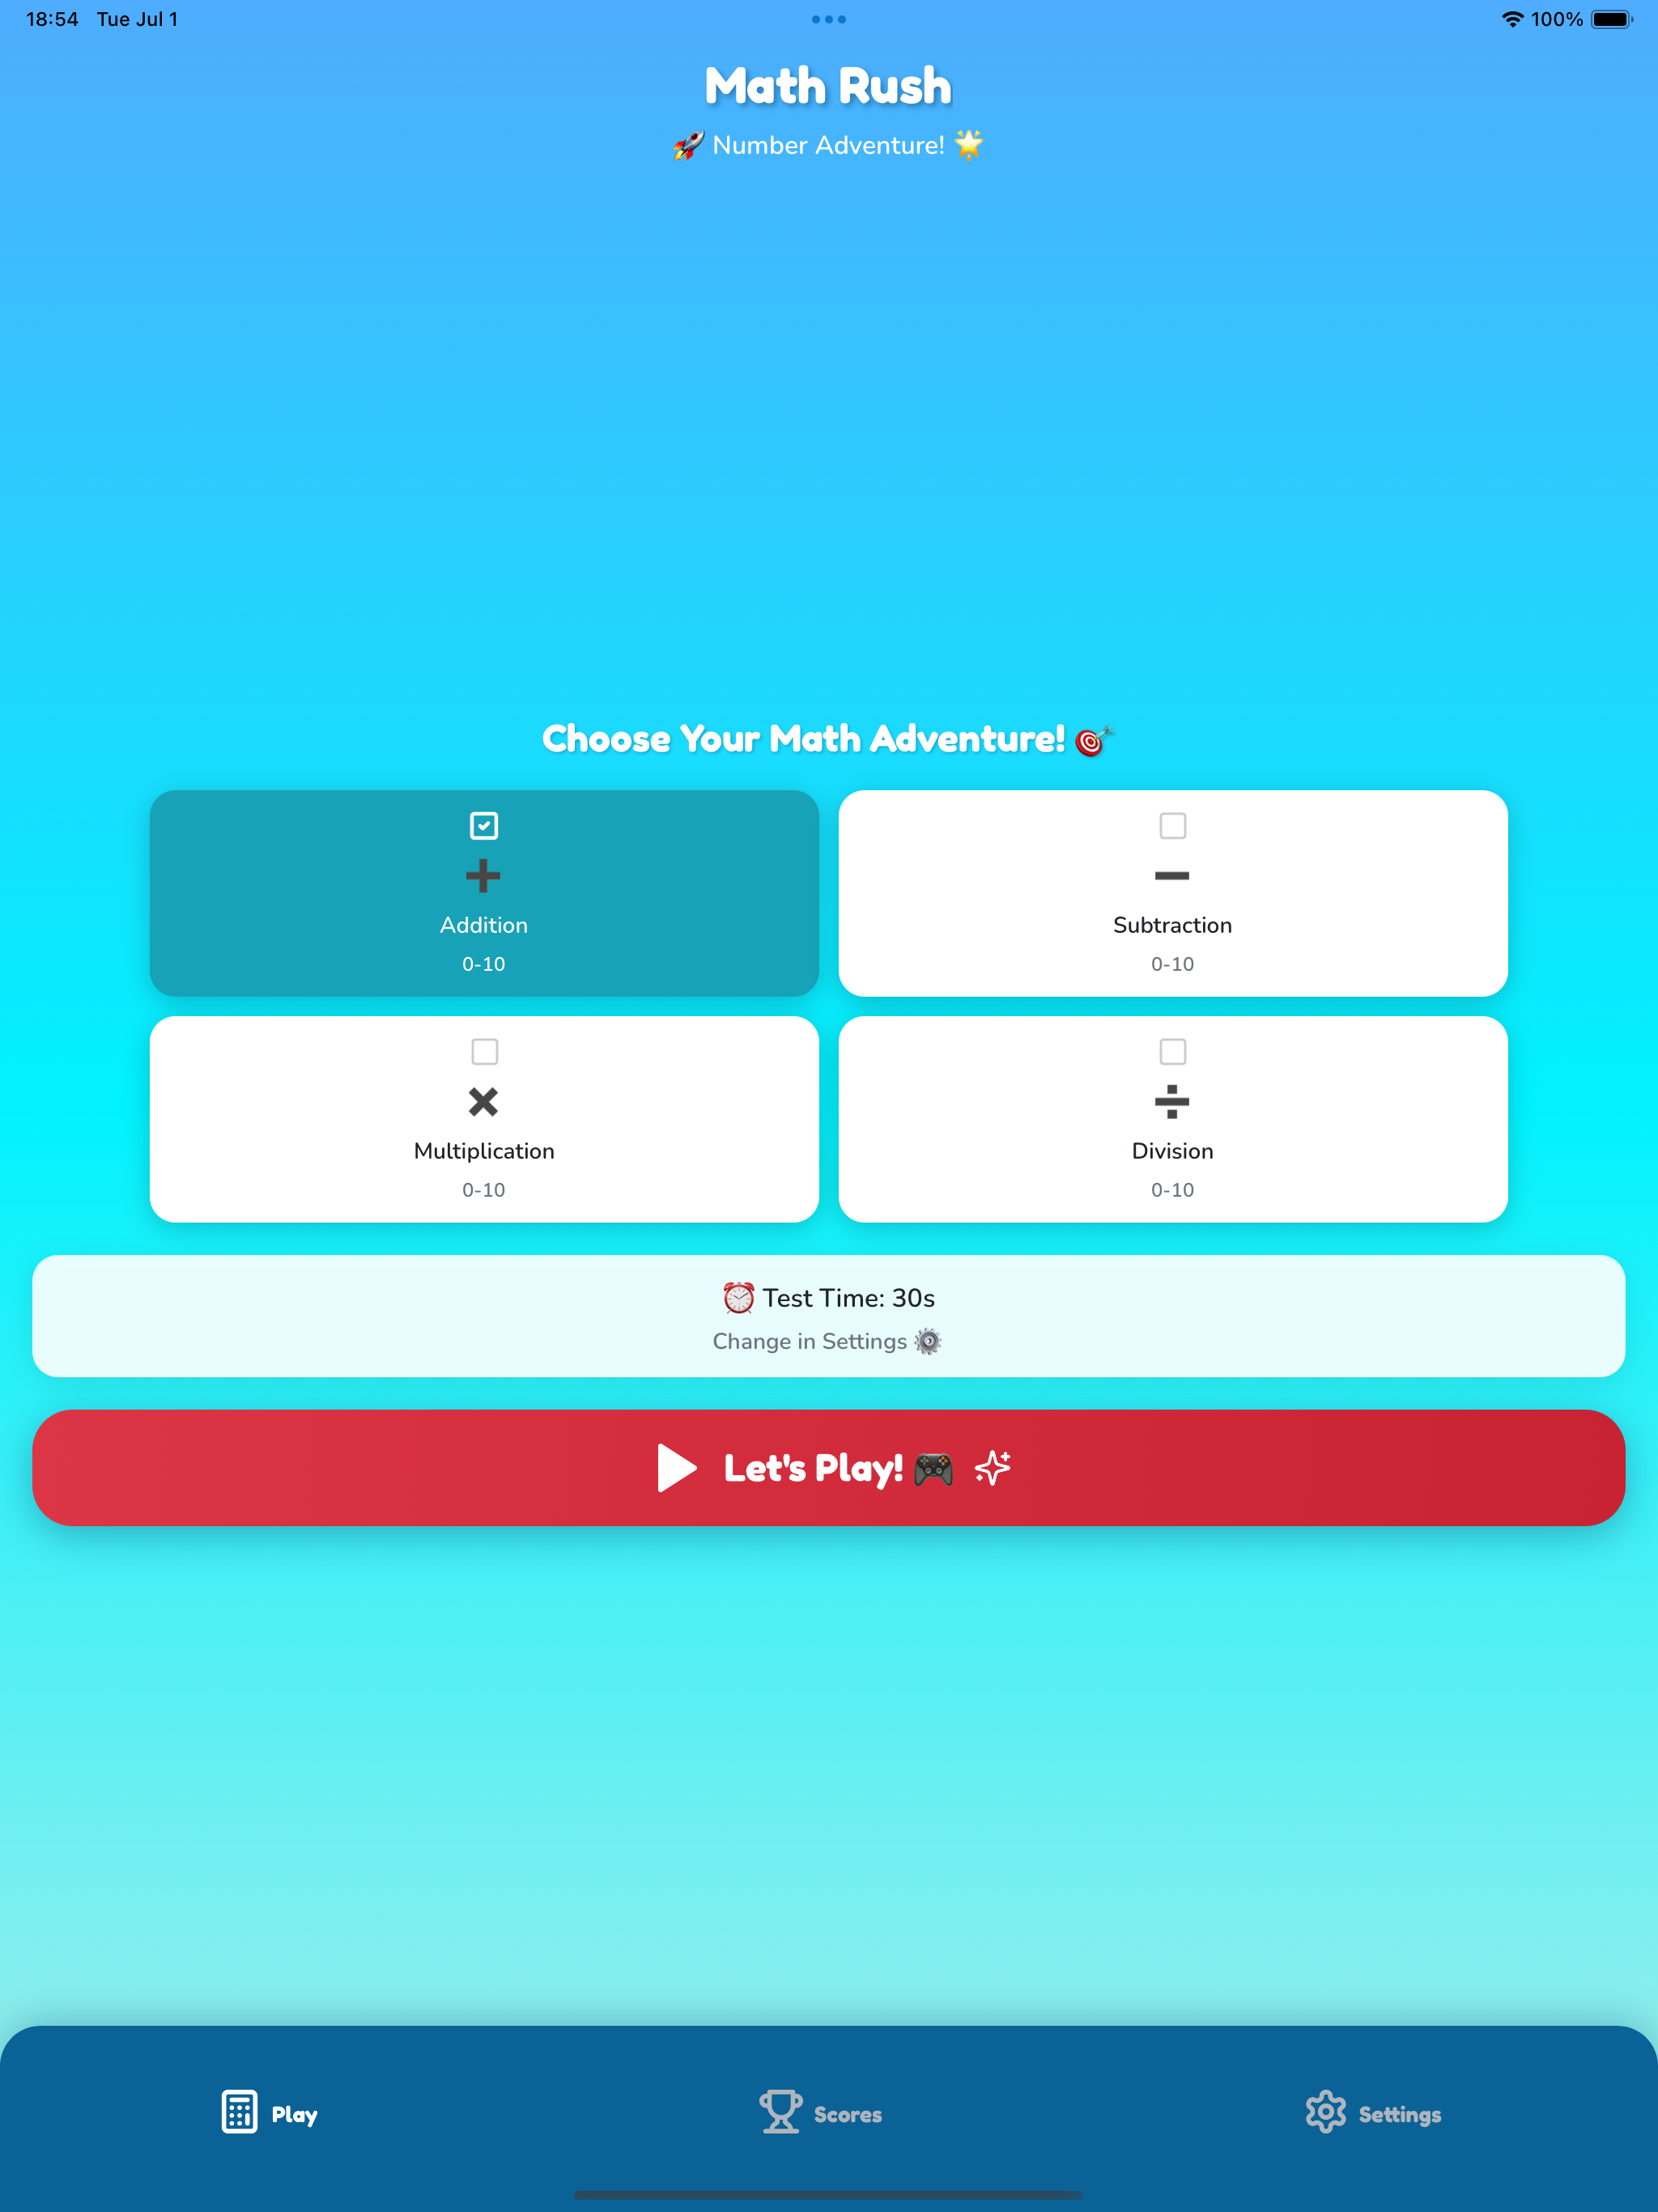 18:54 Tue Jul 1
100%
Math Rush
🚀 Number Adventure! 🌟
Choose Your Math Adventure! 🎯
Addition
0-10
Subtraction
0-10
Multiplication
0-10
Division
0-10
⏰ Test Time: 30s
Change in Settings ⚙️
Let's Play! 🎮
Play
Scores
Settings